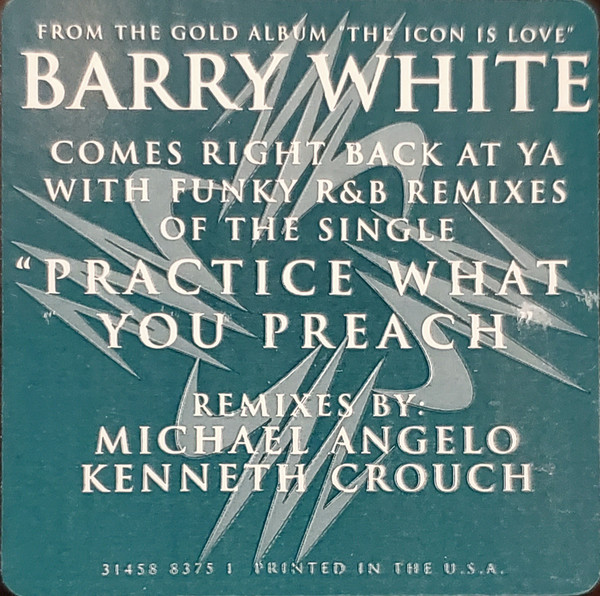 FROM THE GOLD ALBUM "THE ICON IS LOVE"
BARRY WHITE
COMES RIGHT BACK AT YA
WITH FUNKY R&B REMIXES
OF THE SINGLE
"PRACTICE WHAT
YOU PREACH"
REMIXES BY:
MICHAEL ANGELO
KENNETH CROUCH
31458 8375 1 PRINTED IN THE U.S.A.